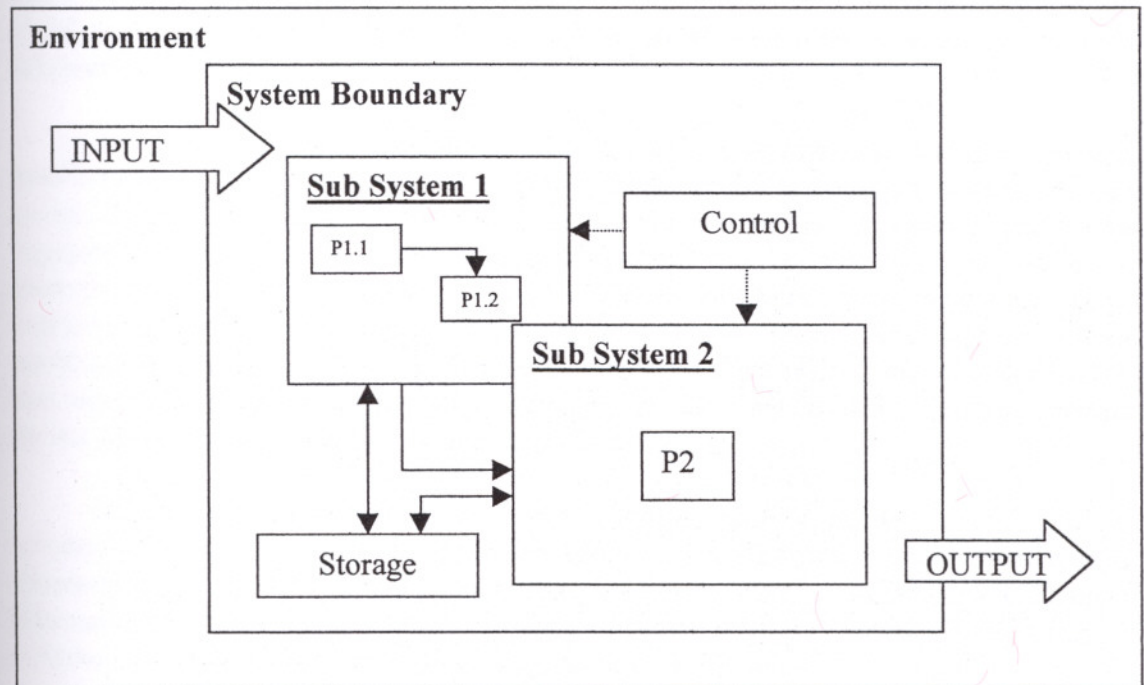 Environment
System Boundary
INPUT
Sub System 1
Control
P1.1
P1.2
Sub System 2
P2
Storage
OUTPUT